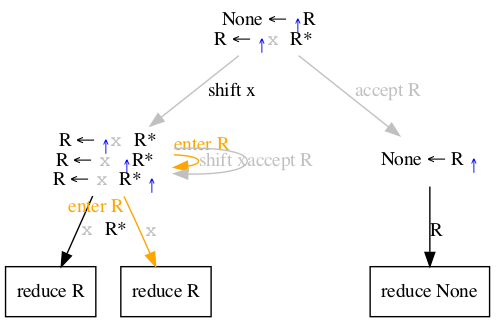 None ← ↑R
R ← ↑x R*
shift x
accept R
R ← ↑x R*
R ← x ↑R*
R ← x R* ↑
enter R
shift x
accept R
None ← R ↑
enter R
x R*
x
R
reduce R
reduce R
reduce None